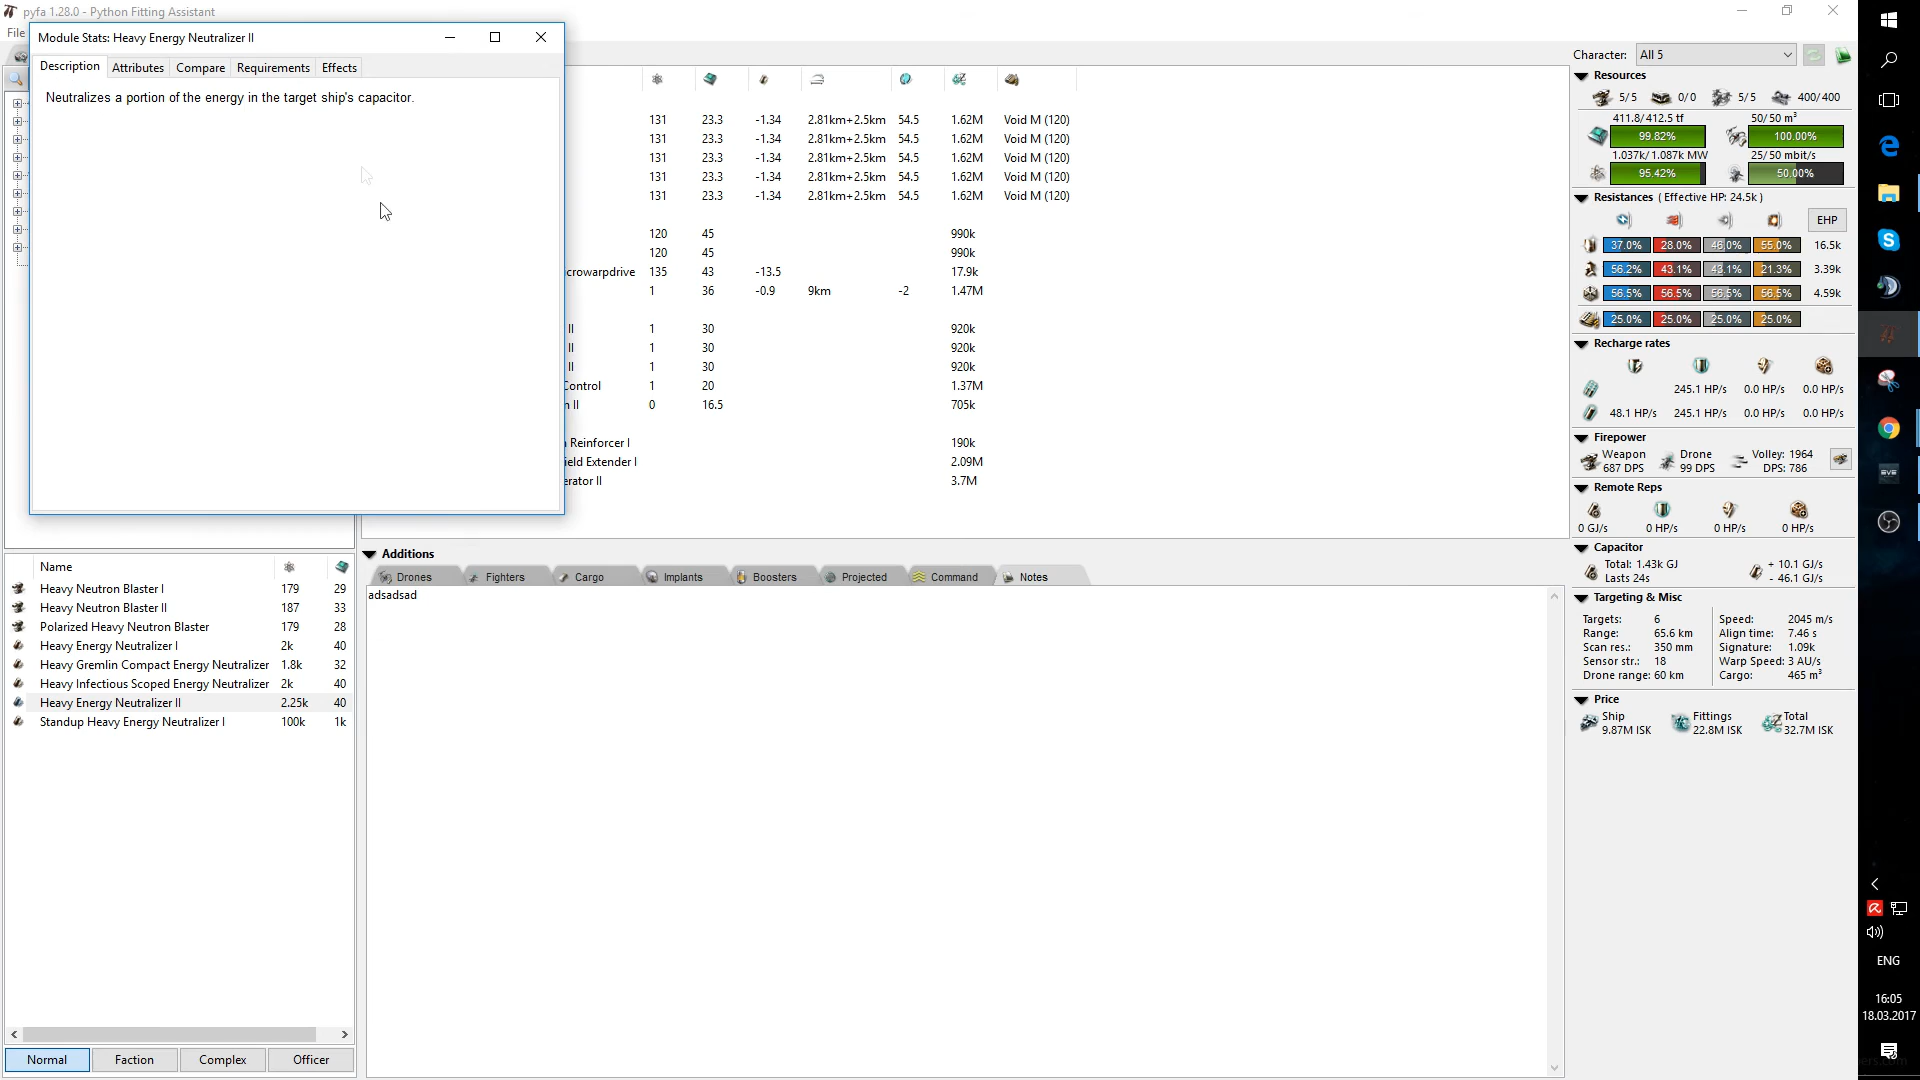 pyfa 1.28.0 - Python Fitting Assistant
File
Module Stats: Heavy Energy Neutralizer II
Description Attributes Compare Requirements Effects
Neutralizes a portion of the energy in the target ship's capacitor.
131 23.3 -1.34 2.81km+2.5km 54.5 1.62M Void M (120)
131 23.3 -1.34 2.81km+2.5km 54.5 1.62M Void M (120)
131 23.3 -1.34 2.81km+2.5km 54.5 1.62M Void M (120)
131 23.3 -1.34 2.81km+2.5km 54.5 1.62M Void M (120)
131 23.3 -1.34 2.81km+2.5km 54.5 1.62M Void M (120)
120 45 990k
120 45 990k
crowarpdrive 135 43 -13.5 17.9k
1 36 -0.9 9km -2 1.47M
II 1 30 920k
II 1 30 920k
II 1 30 920k
Control 1 20 1.37M
n II 0 16.5 705k
n Reinforcer I 190k
ield Extender I 2.09M
erator II 3.7M
Name
Heavy Neutron Blaster I 179 29
Heavy Neutron Blaster II 187 33
Polarized Heavy Neutron Blaster 179 28
Heavy Energy Neutralizer I 2k 40
Heavy Gremlin Compact Energy Neutralizer 1.8k 32
Heavy Infectious Scoped Energy Neutralizer 2k 40
Heavy Energy Neutralizer II 2.25k 40
Standup Heavy Energy Neutralizer I 100k 1k
Normal Faction Complex Officer
Additions
Drones Fighters Cargo Implants Boosters Projected Command Notes
adsadsad
Character: All 5
Resources
5/5 0/0 5/5 400/400
411.8/412.5 tf 50/50 m³
99.82% 100.00%
1.037k/1.087k MW 25/50 mbit/s
95.42% 50.00%
Resistances (Effective HP: 24.5k)
EHP
37.0% 28.0% 46.0% 55.0% 16.5k
56.2% 43.1% 43.1% 21.3% 3.39k
56.5% 56.5% 56.5% 56.5% 4.59k
25.0% 25.0% 25.0% 25.0%
Recharge rates
245.1 HP/s 0.0 HP/s 0.0 HP/s
48.1 HP/s 245.1 HP/s 0.0 HP/s 0.0 HP/s
Firepower
Weapon Drone Volley: 1964
687 DPS 99 DPS DPS: 786
Remote Reps
0 GJ/s 0 HP/s 0 HP/s 0 HP/s
Capacitor
Total: 1.43k GJ + 10.1 GJ/s
Lasts 24s - 46.1 GJ/s
Targeting & Misc
Targets: 6 Speed: 2045 m/s
Range: 65.6 km Align time: 7.46 s
Scan res.: 350 mm Signature: 1.09k
Sensor str.: 18 Warp Speed: 3 AU/s
Drone range: 60 km Cargo: 465 m³
Price
Ship Fittings Total
9.87M ISK 22.8M ISK 32.7M ISK
EVE
ENG
16:05
18.03.2017